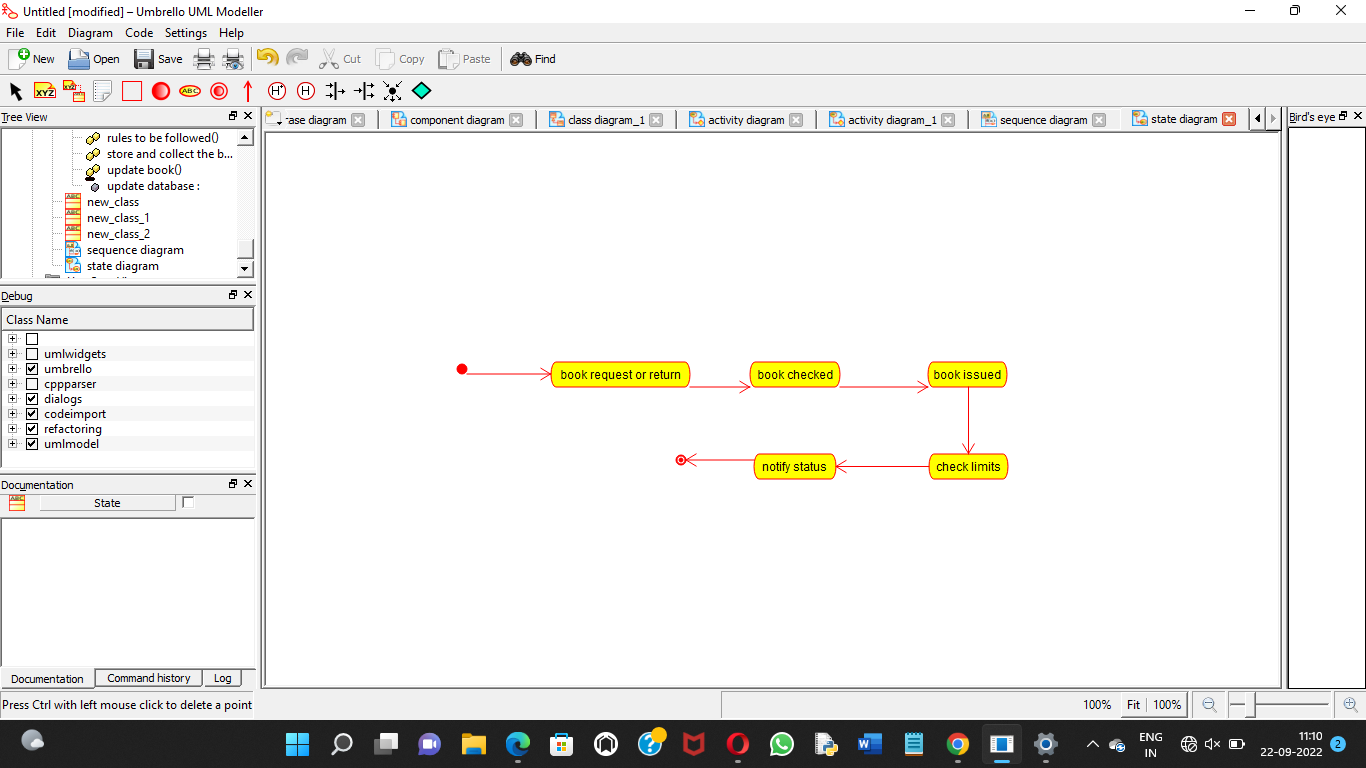 Untitled [modified] – Umbrello UML Modeller
File Edit Diagram Code Settings Help
New Open Save Cut Copy Paste Find
XYZ XYZ ABC H* H
Tree View
rules to be followed()
store and collect the b...
update book()
update database :
new_class
new_class_1
new_class_2
sequence diagram
state diagram
Debug
Class Name
umlwidgets
umbrello
cppparser
dialogs
codeimport
refactoring
umlmodel
Documentation
State
Documentation Command history Log
Press Ctrl with left mouse click to delete a point
ase diagram component diagram class diagram_1 activity diagram activity diagram_1 sequence diagram state diagram
book request or return book checked book issued
notify status check limits
Bird's eye
100% Fit 100%
ENG
IN
11:10
22-09-2022
2